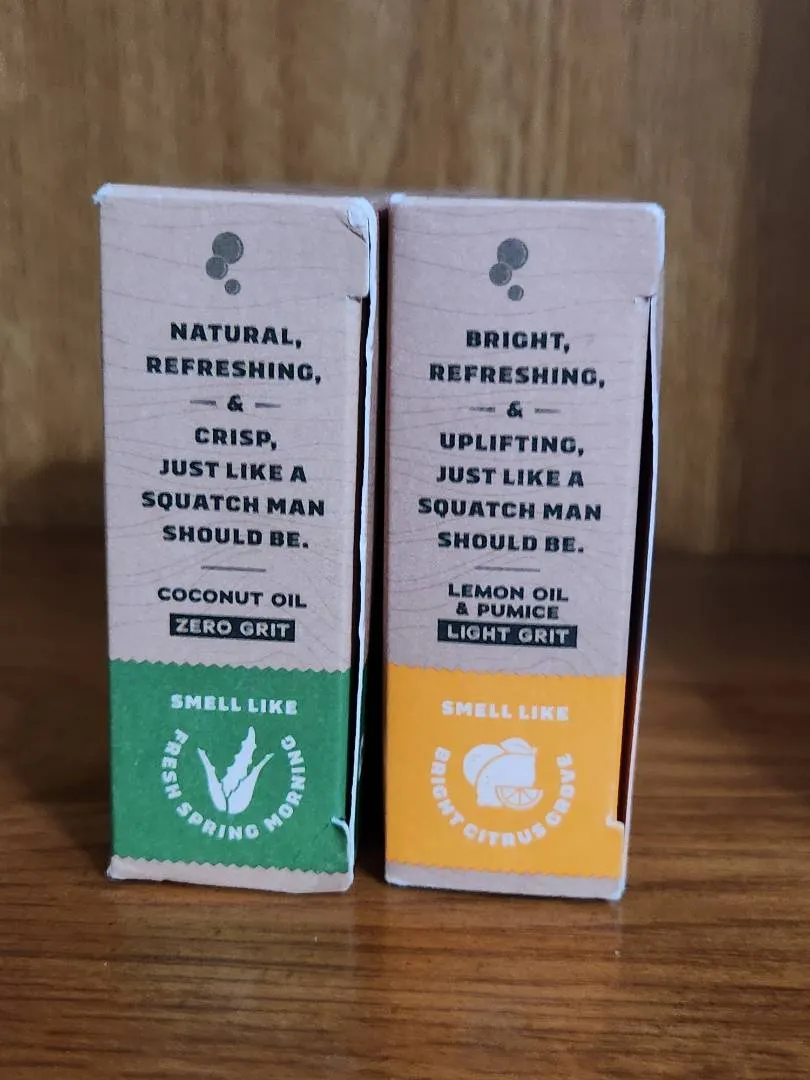 NATURAL,
REFRESHING,
&
CRISP,
JUST LIKE A
SQUATCH MAN
SHOULD BE.
COCONUT OIL
ZERO GRIT
SMELL LIKE
FRESH SPRING MORNING
BRIGHT,
REFRESHING,
&
UPLIFTING,
JUST LIKE A
SQUATCH MAN
SHOULD BE.
LEMON OIL
& PUMICE
LIGHT GRIT
SMELL LIKE
BRIGHT CITRUS GROVE